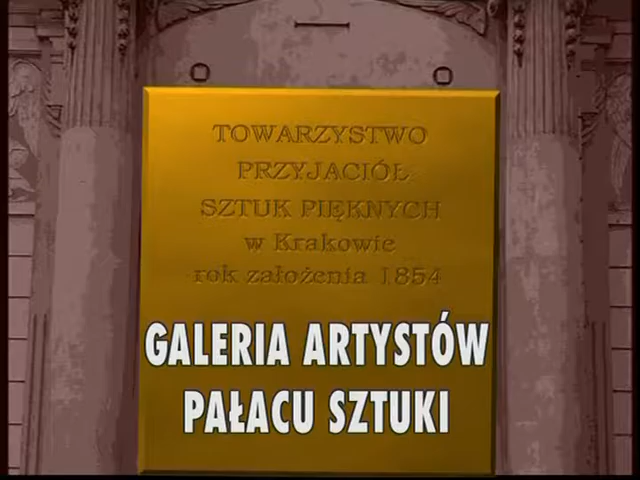 TOWARZYSTWO
PRZYJACIÓŁ
SZTUK PIĘKNYCH
w Krakowie
rok założenia 1854
GALERIA ARTYSTÓW
PAŁACU SZTUKI